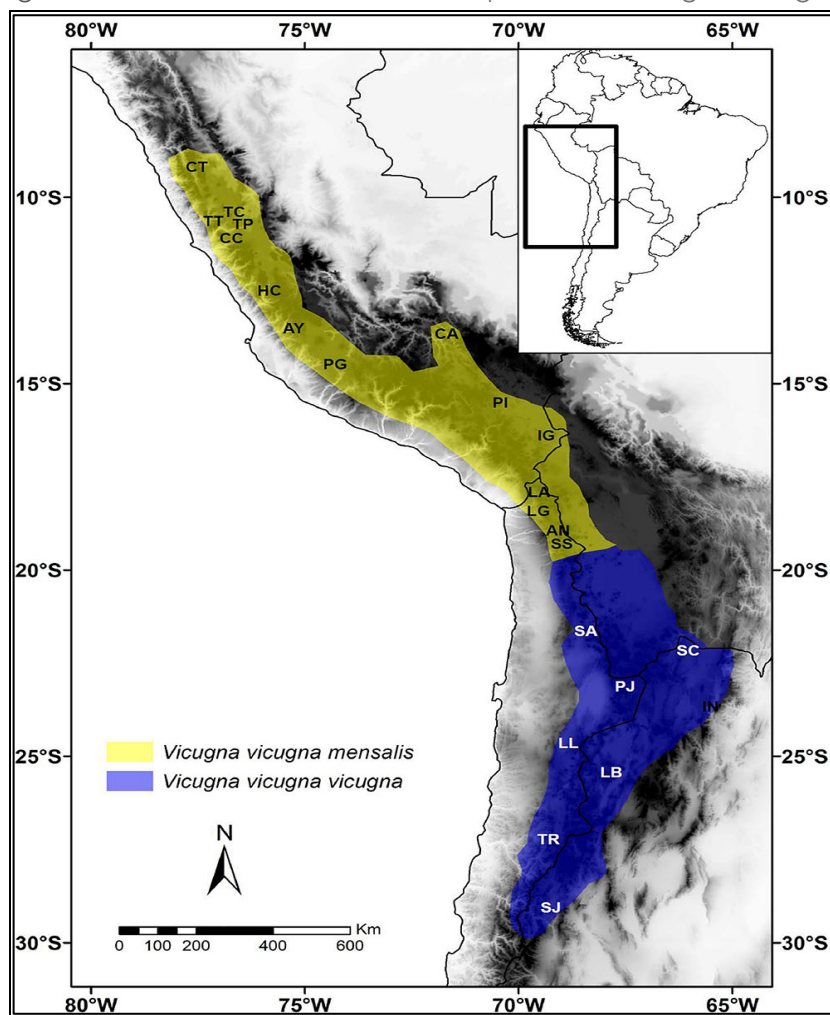 80°W 75°W 70°W 65°W
CT
10°S 10°S
TC
TT TP
CC
HC
AY
CA
PG
15°S 15°S
PI
IG
LA
LG
AN
SS
20°S 20°S
SA
SC
PJ
IN
LL
25°S 25°S
LB
Vicugna vicugna mensalis
Vicugna vicugna vicugna
TR
N
SJ
Km
0 100 200 400 600
30°S 30°S
80°W 75°W 70°W 65°W